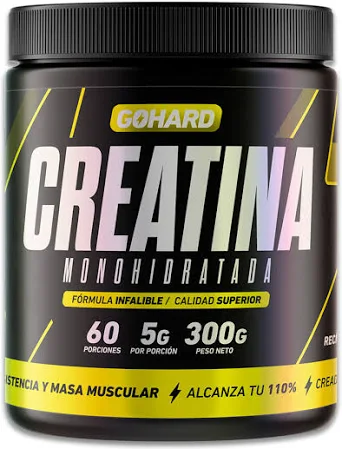 GOHARD
CREATINA
MONOHIDRATADA
FÓRMULA INFALIBLE / CALIDAD SUPERIOR
60 5G 300G
PORCIONES POR PORCIÓN PESO NETO
MASA MUSCULAR ALCANZA TU 110%